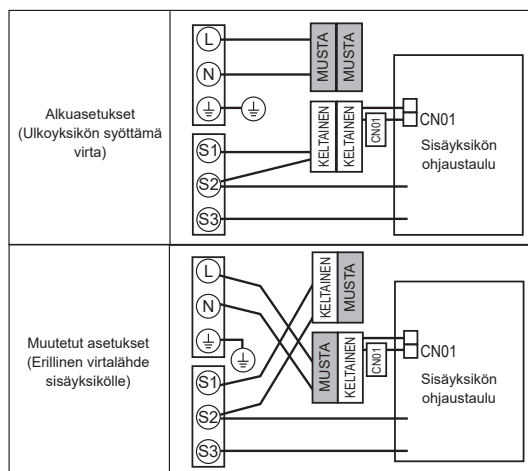 Alkuasetukset
(Ulkoyksikön syöttämä
virta)
L
N
S1
S2
S3
MUSTA
MUSTA
KELTAINEN
KELTAINEN
CN01
CN01
Sisäyksikön
ohjaustaulu
Muutetut asetukset
(Erillinen virtalähde
sisäyksikölle)
L
N
S1
S2
S3
KELTAINEN
MUSTA
MUSTA
KELTAINEN
CN01
CN01
Sisäyksikön
ohjaustaulu